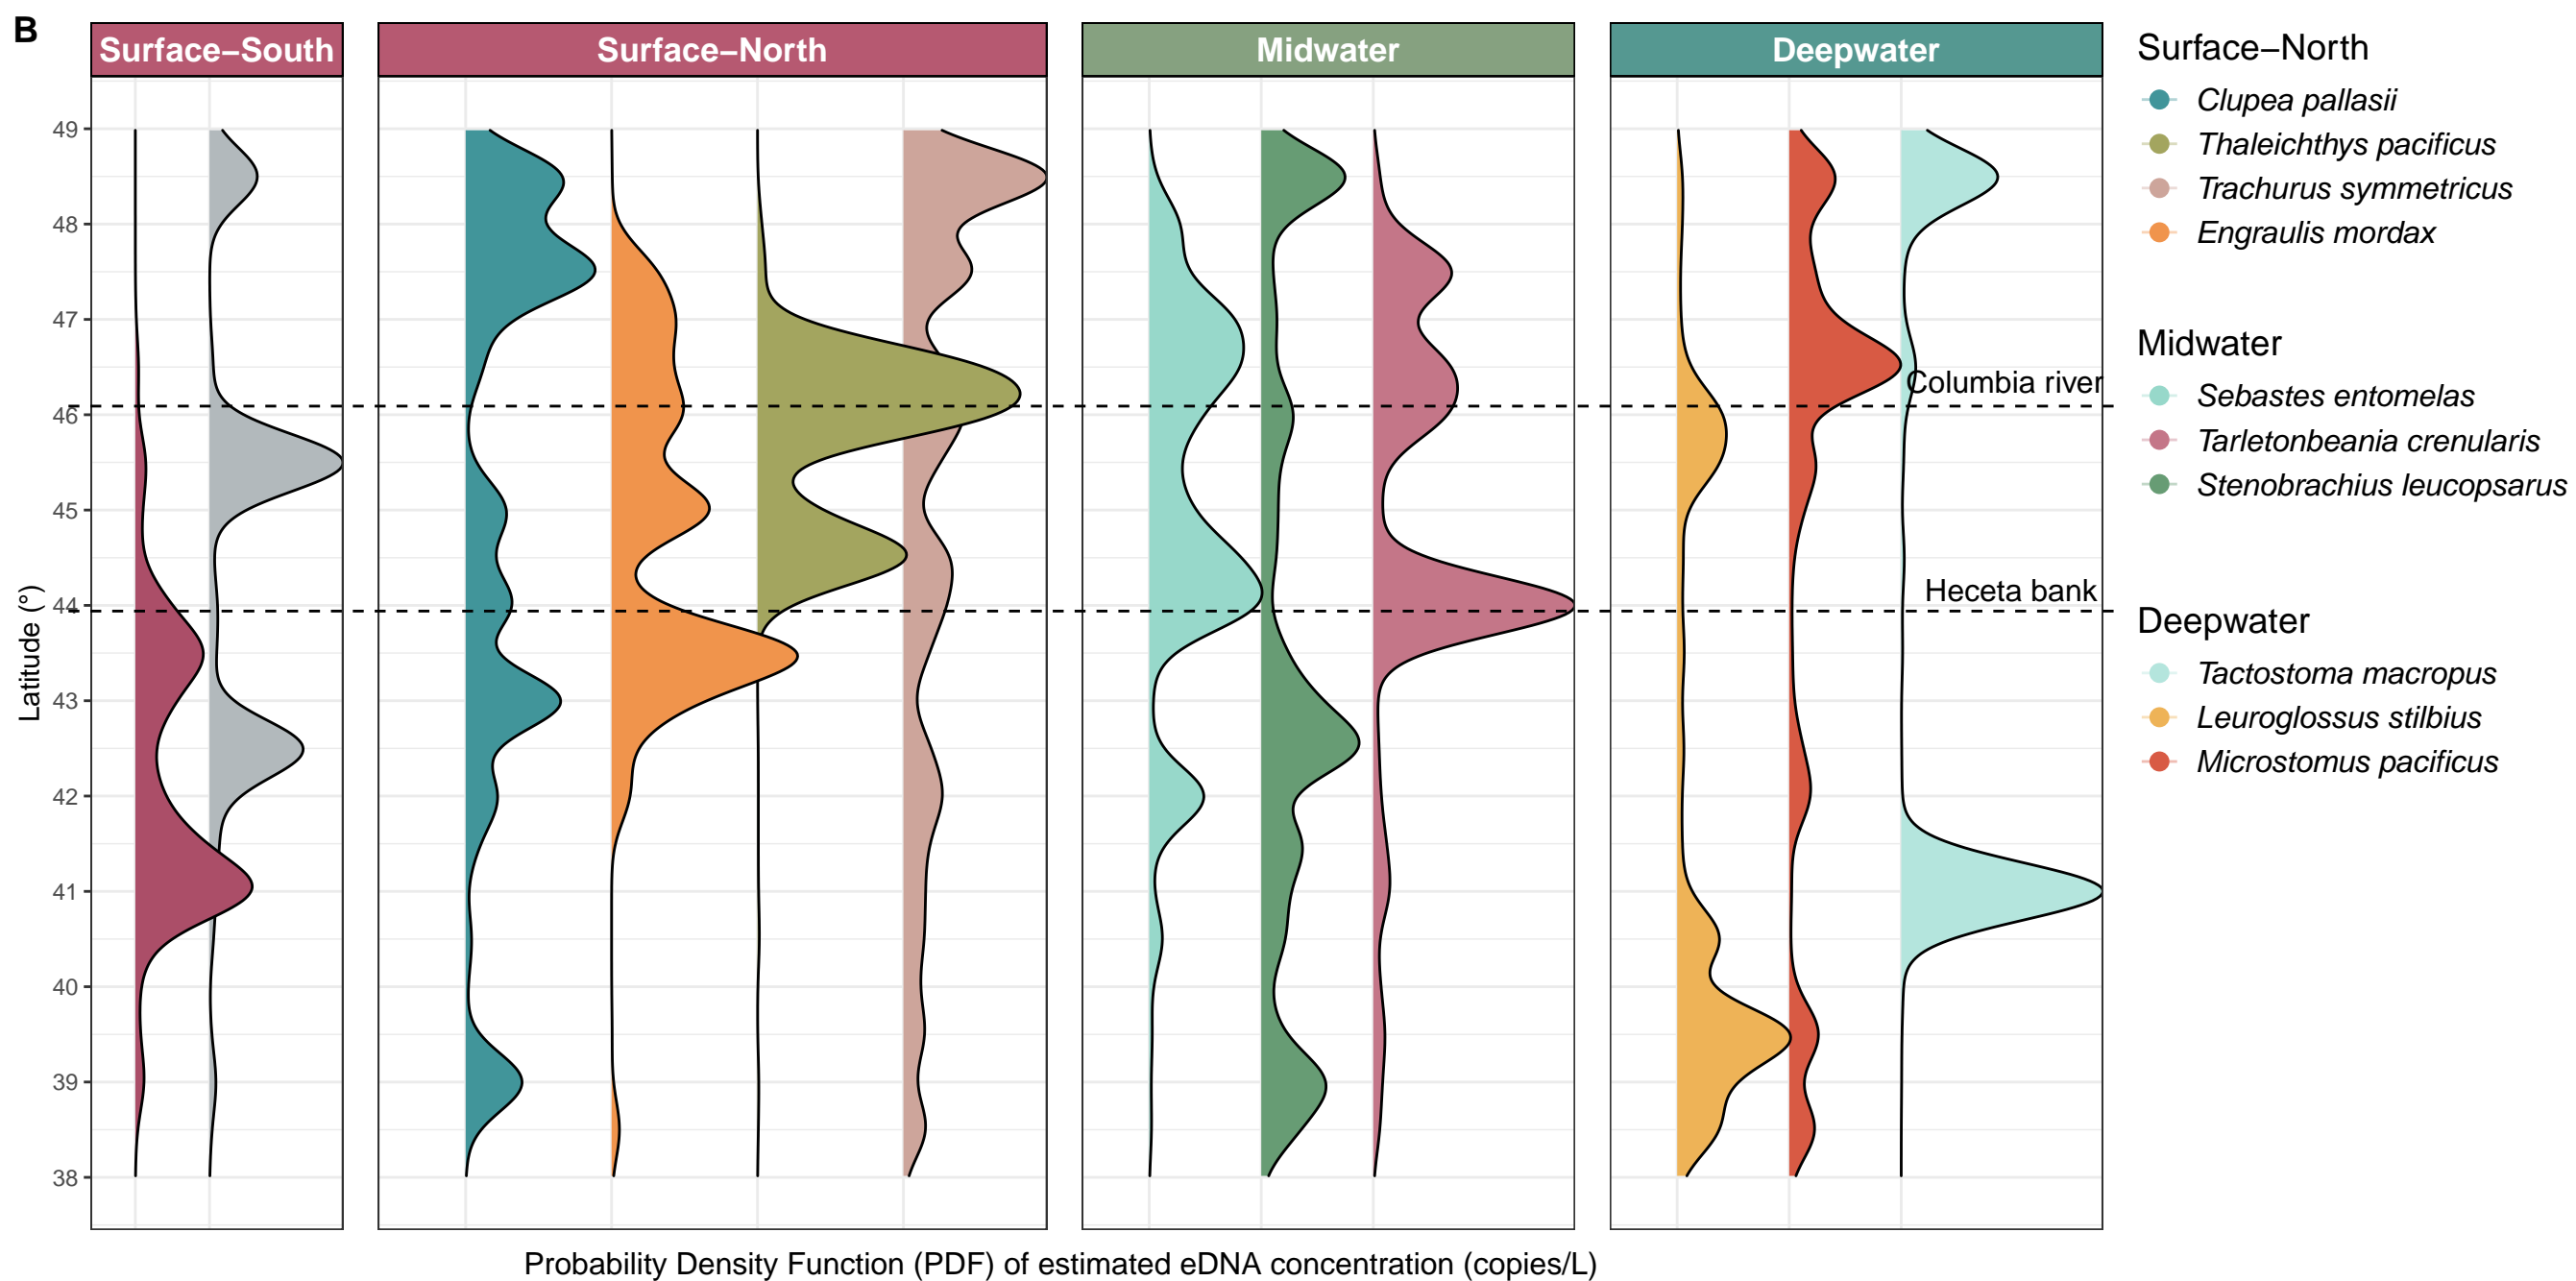 B
Surface–South
Surface–North
Midwater
Deepwater
Latitude (°)
49
48
47
46
45
44
43
42
41
40
39
38
Columbia river
Heceta bank
Probability Density Function (PDF) of estimated eDNA concentration (copies/L)
Surface–North
Clupea pallasii
Thaleichthys pacificus
Trachurus symmetricus
Engraulis mordax
Midwater
Sebastes entomelas
Tarletonbeania crenularis
Stenobrachius leucopsarus
Deepwater
Tactostoma macropus
Leuroglossus stilbius
Microstomus pacificus